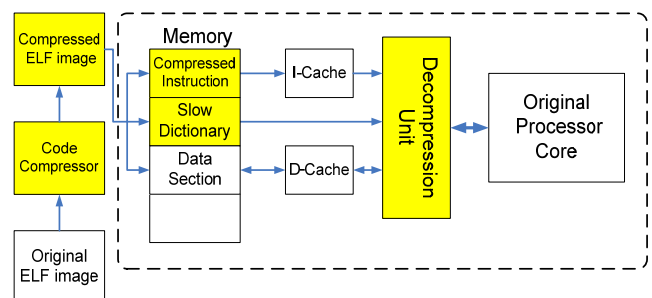 Compressed
ELF image
Code
Compressor
Original
ELF image
Memory
Compressed
Instruction
Slow
Dictionary
Data
Section
I-Cache
D-Cache
Decompression
Unit
Original
Processor
Core